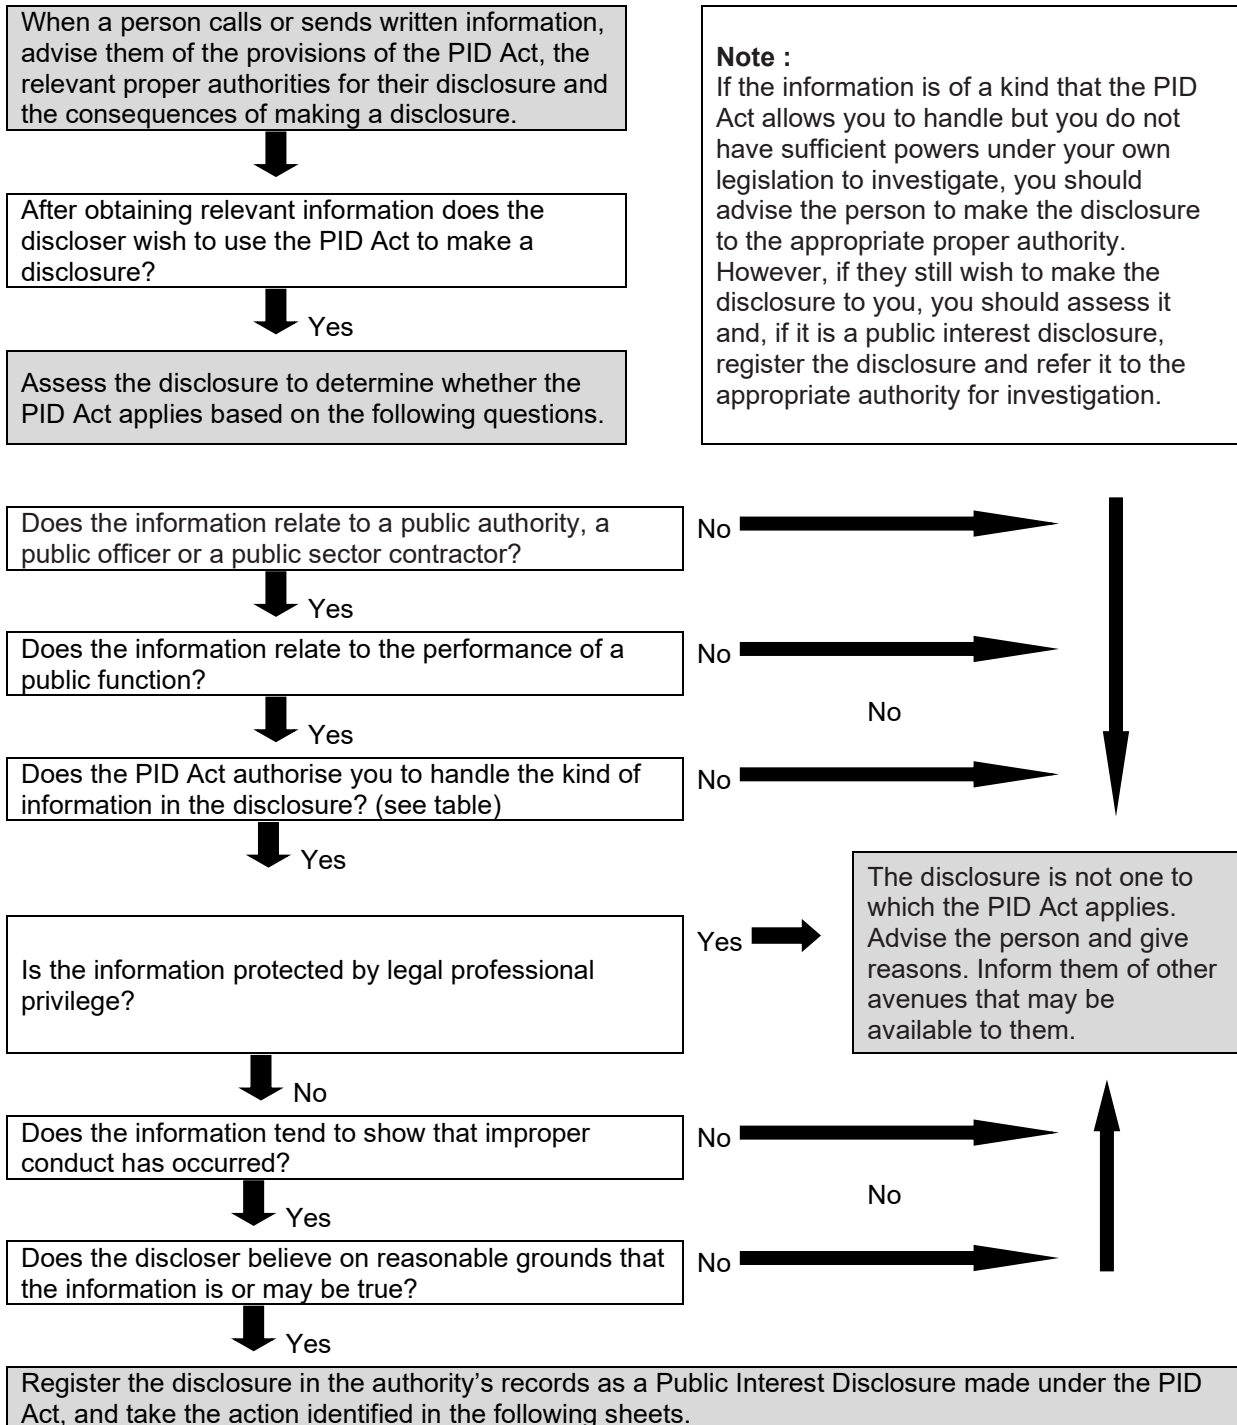 When a person calls or sends written information,
advise them of the provisions of the PID Act, the
relevant proper authorities for their disclosure and
the consequences of making a disclosure.
Note :
If the information is of a kind that the PID
Act allows you to handle but you do not
have sufficient powers under your own
legislation to investigate, you should
advise the person to make the disclosure
to the appropriate proper authority.
However, if they still wish to make the
disclosure to you, you should assess it
and, if it is a public interest disclosure,
register the disclosure and refer it to the
appropriate authority for investigation.
After obtaining relevant information does the
discloser wish to use the PID Act to make a
disclosure?
Yes
Assess the disclosure to determine whether the
PID Act applies based on the following questions.
Does the information relate to a public authority, a
public officer or a public sector contractor?
No
Yes
Does the information relate to the performance of a
public function?
No
No
Yes
Does the PID Act authorise you to handle the kind of
information in the disclosure? (see table)
No
Yes
The disclosure is not one to
which the PID Act applies.
Advise the person and give
reasons. Inform them of other
avenues that may be
available to them.
Is the information protected by legal professional
privilege?
Yes
No
Does the information tend to show that improper
conduct has occurred?
No
No
Yes
Does the discloser believe on reasonable grounds that
the information is or may be true?
No
Yes
Register the disclosure in the authority’s records as a Public Interest Disclosure made under the PID
Act, and take the action identified in the following sheets.